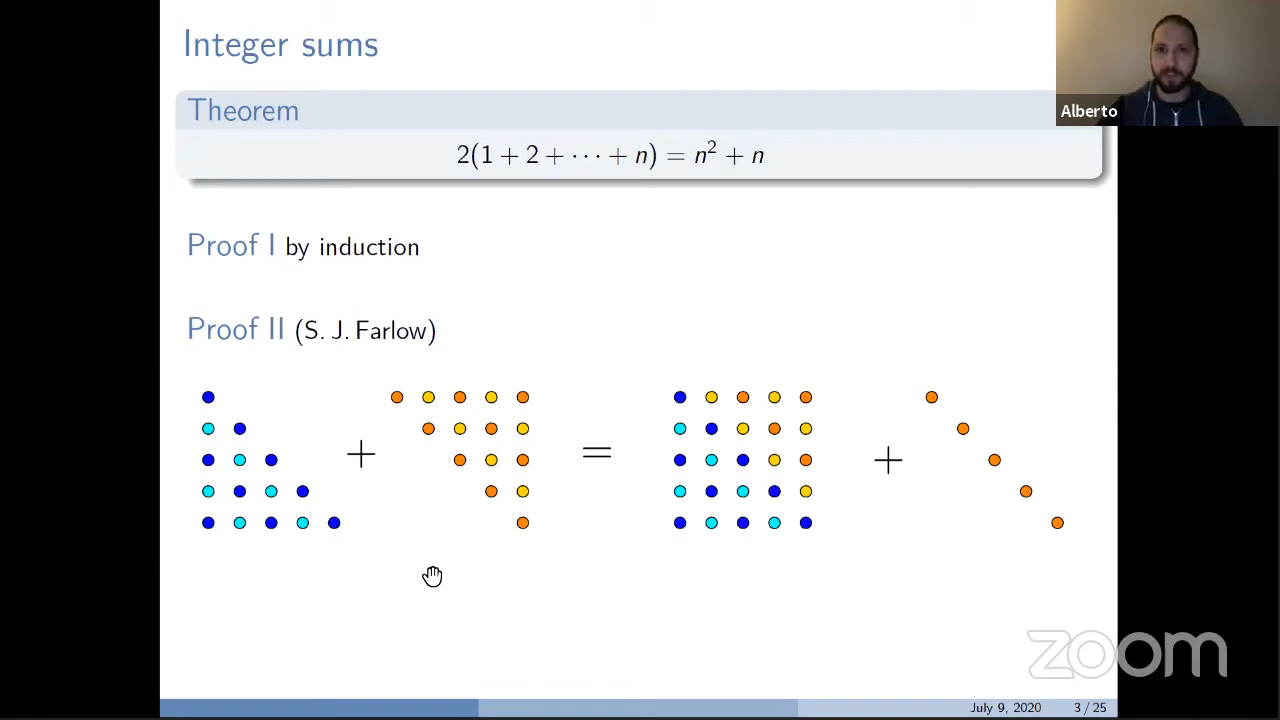 Integer sums
Alberto
Theorem
2(1 + 2 + · · · + n) = n² + n
Proof I by induction
Proof II (S. J. Farlow)
+ = +
zoom
July 9, 2020 3 / 25